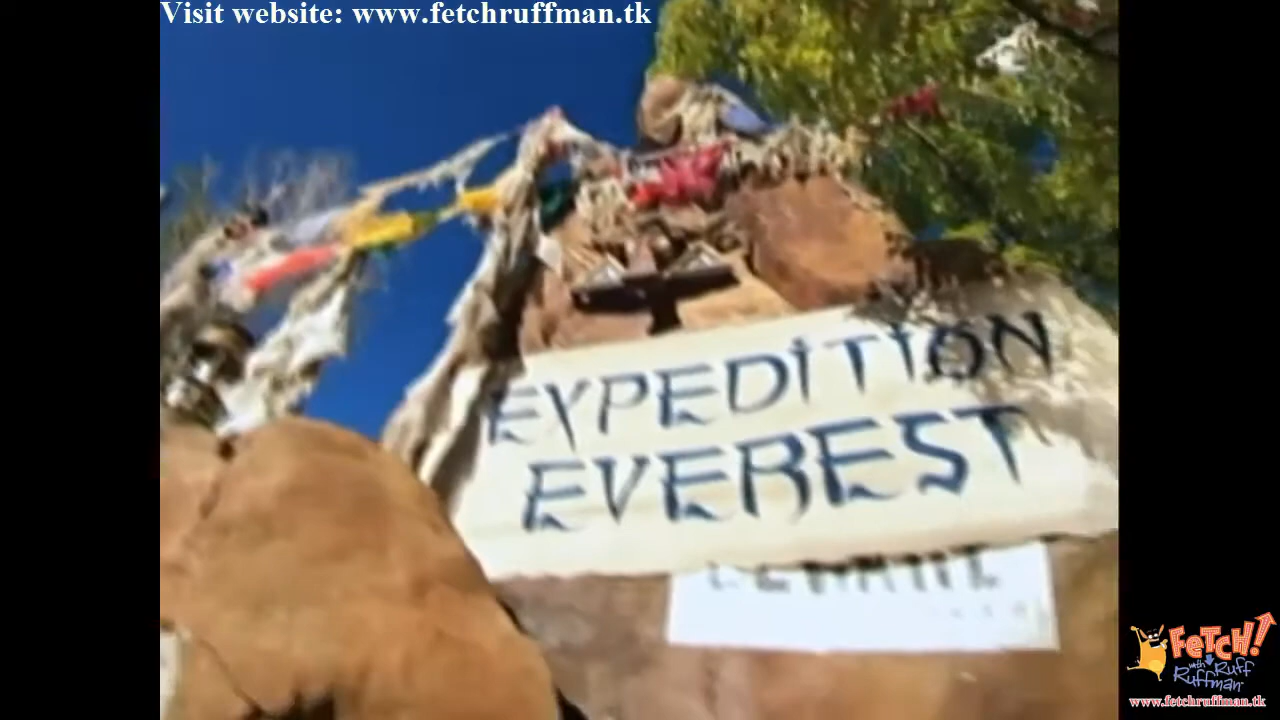 Visit website: www.fetchruffman.tk
EXPEDITION
EVEREST
FETCH!
with Ruff
Ruffman
www.fetchruffman.tk